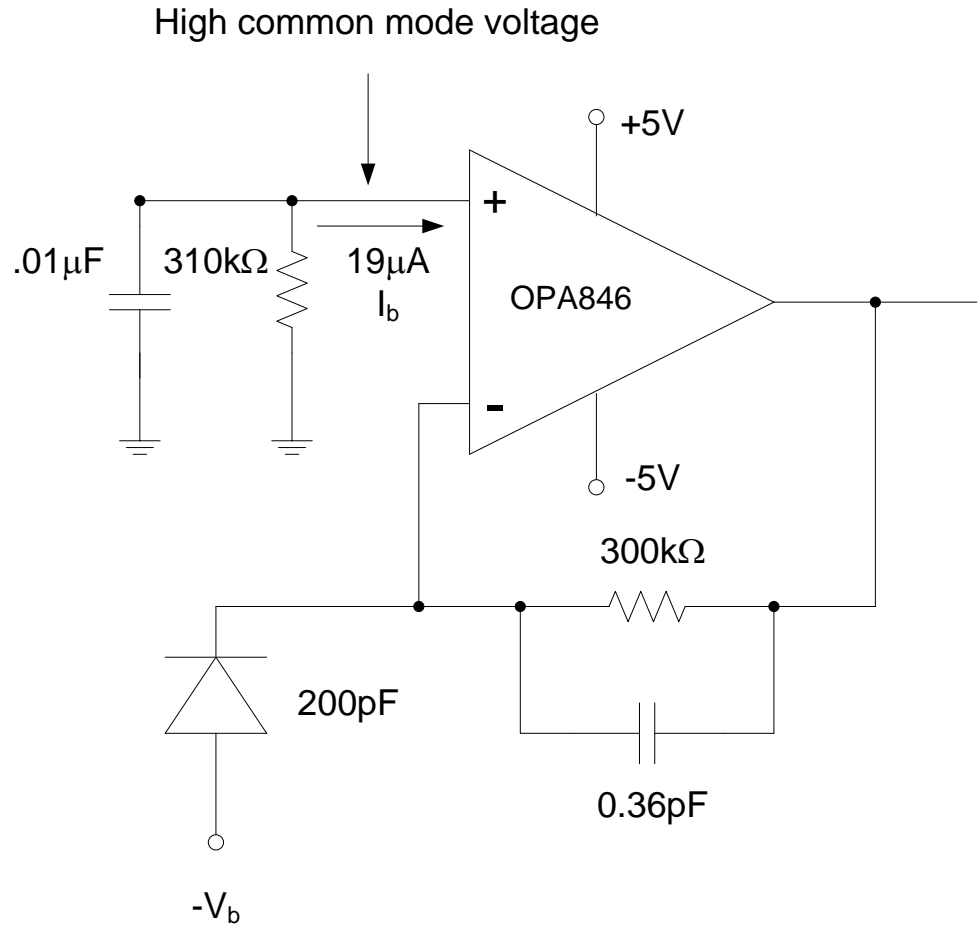 High common mode voltage
+5V
+
.01μF
310kΩ
19μA
I_b
OPA846
-
-5V
300kΩ
200pF
0.36pF
-V_b